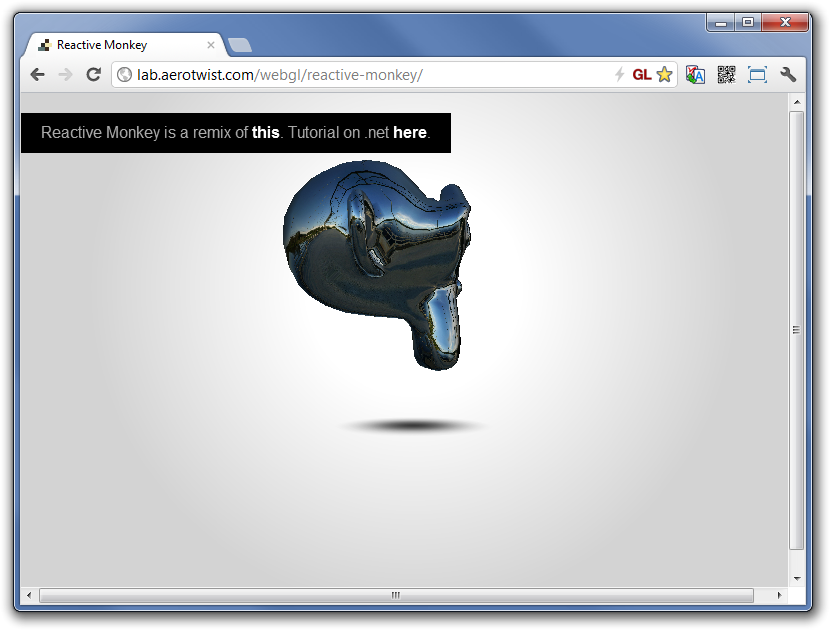 Reactive Monkey
lab.aerotwist.com/webgl/reactive-monkey/
GL
Reactive Monkey is a remix of this. Tutorial on .net here.